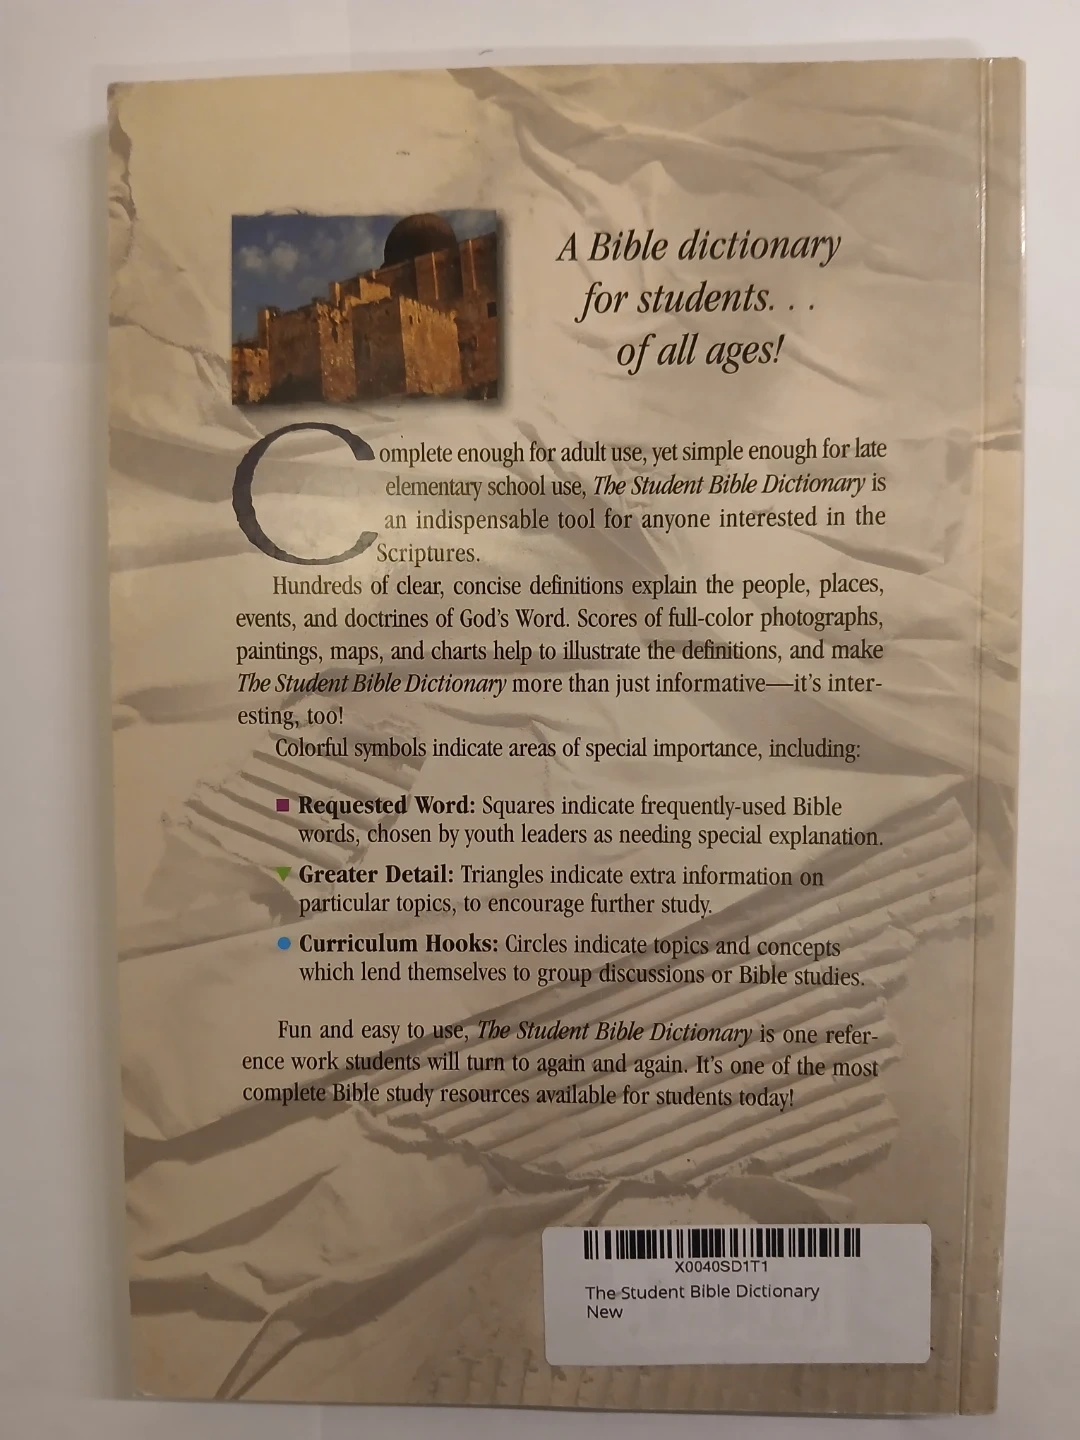 A Bible dictionary
for students. . .
of all ages!
Complete enough for adult use, yet simple enough for late
elementary school use, The Student Bible Dictionary is
an indispensable tool for anyone interested in the
Scriptures.
Hundreds of clear, concise definitions explain the people, places,
events, and doctrines of God's Word. Scores of full-color photographs,
paintings, maps, and charts help to illustrate the definitions, and make
The Student Bible Dictionary more than just informative—it's inter-
esting, too!
Colorful symbols indicate areas of special importance, including:
Requested Word: Squares indicate frequently-used Bible
words, chosen by youth leaders as needing special explanation.
Greater Detail: Triangles indicate extra information on
particular topics, to encourage further study.
Curriculum Hooks: Circles indicate topics and concepts
which lend themselves to group discussions or Bible studies.
Fun and easy to use, The Student Bible Dictionary is one refer-
ence work students will turn to again and again. It's one of the most
complete Bible study resources available for students today!
X0040SD1T1
The Student Bible Dictionary
New